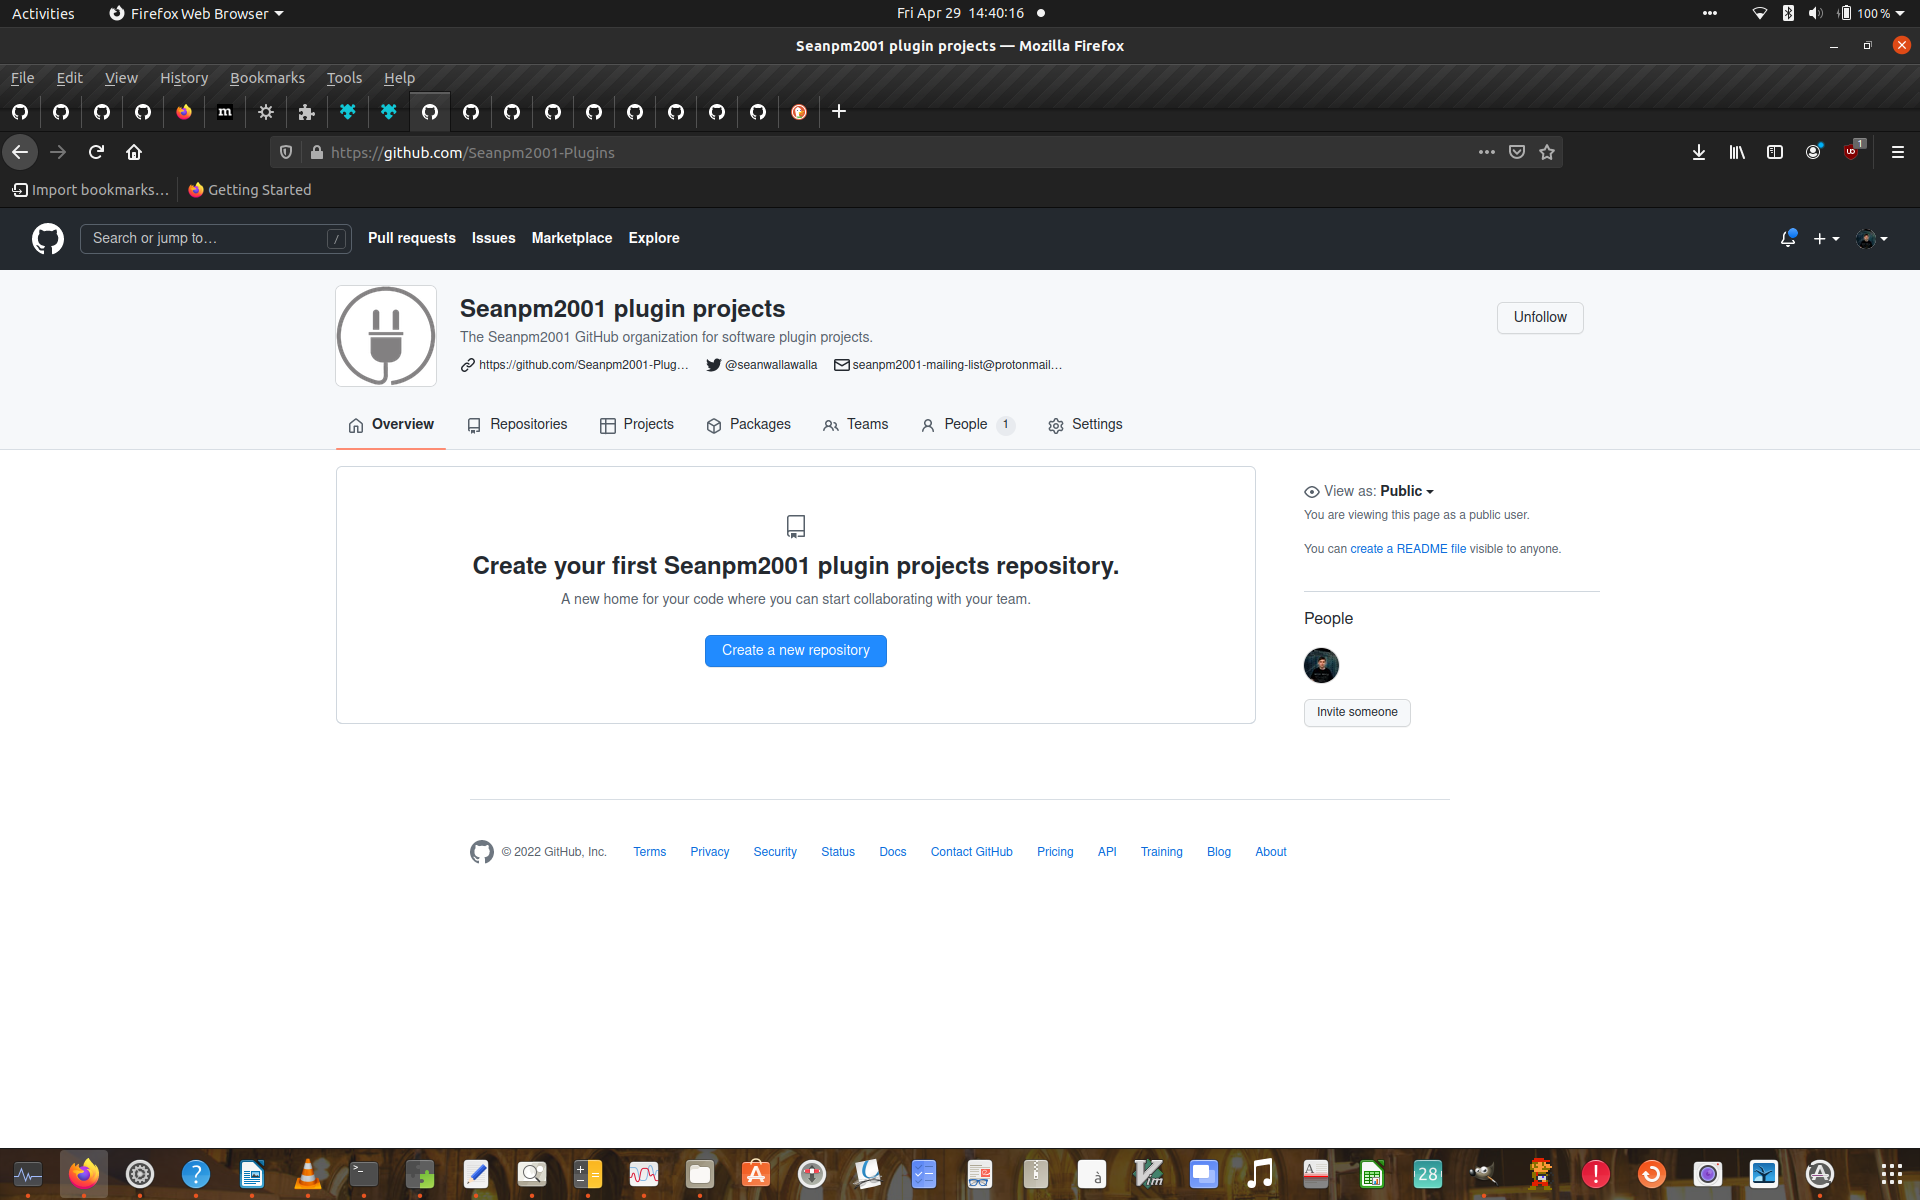 Activities Firefox Web Browser Fri Apr 29 14:40:16 100 %
Seanpm2001 plugin projects — Mozilla Firefox
File Edit View History Bookmarks Tools Help
m
https://github.com/Seanpm2001-Plugins 1
Import bookmarks… Getting Started
Search or jump to… / Pull requests Issues Marketplace Explore
Seanpm2001 plugin projects
Unfollow
The Seanpm2001 GitHub organization for software plugin projects.
https://github.com/Seanpm2001-Plug… @seanwallawalla seanpm2001-mailing-list@protonmail…
Overview Repositories Projects Packages Teams People 1 Settings
View as: Public
You are viewing this page as a public user.
You can create a README file visible to anyone.
Create your first Seanpm2001 plugin projects repository.
A new home for your code where you can start collaborating with your team.
Create a new repository
People
Invite someone
© 2022 GitHub, Inc. Terms Privacy Security Status Docs Contact GitHub Pricing API Training Blog About
? >_ à Vim A 28 !